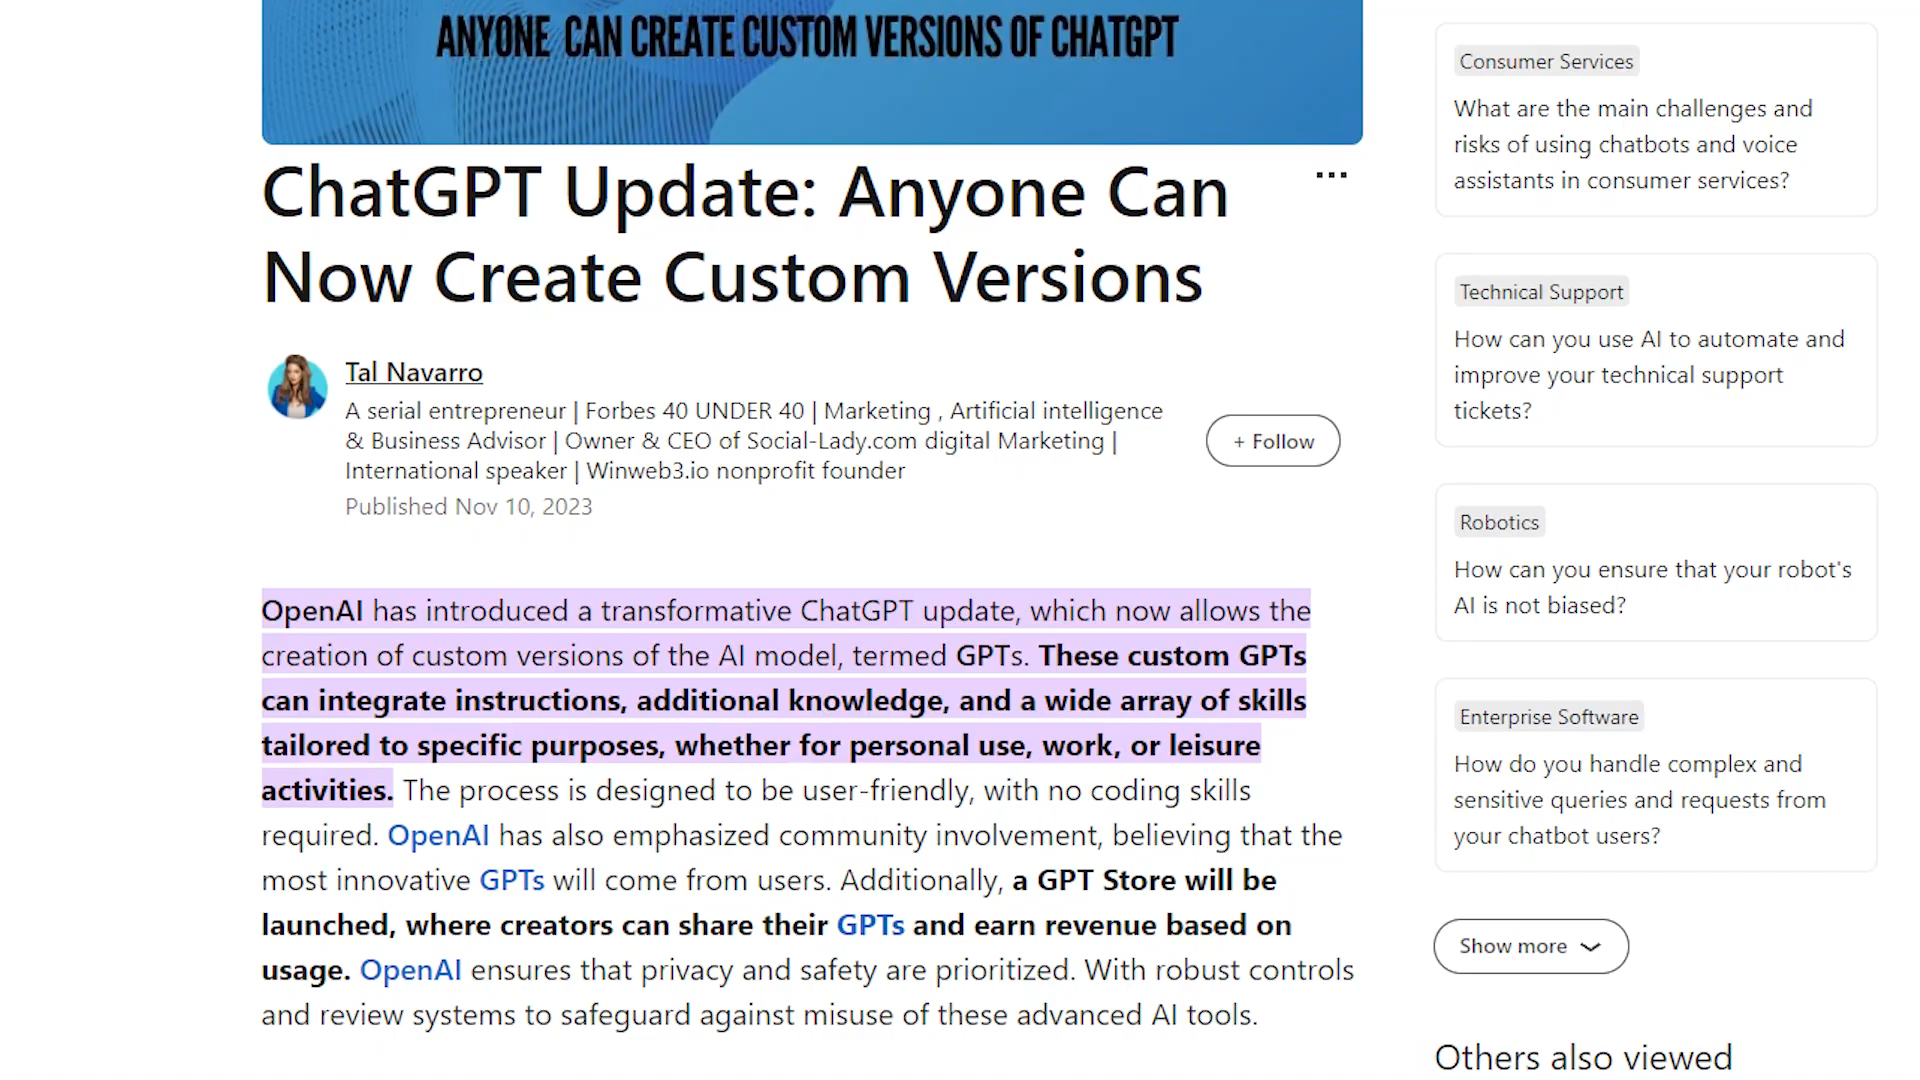 ANYONE CAN CREATE CUSTOM VERSIONS OF CHATGPT
ChatGPT Update: Anyone Can
Now Create Custom Versions
Tal Navarro
A serial entrepreneur | Forbes 40 UNDER 40 | Marketing , Artificial intelligence
& Business Advisor | Owner & CEO of Social-Lady.com digital Marketing |
International speaker | Winweb3.io nonprofit founder
Published Nov 10, 2023
+ Follow
OpenAI has introduced a transformative ChatGPT update, which now allows the
creation of custom versions of the AI model, termed GPTs. These custom GPTs
can integrate instructions, additional knowledge, and a wide array of skills
tailored to specific purposes, whether for personal use, work, or leisure
activities. The process is designed to be user-friendly, with no coding skills
required. OpenAI has also emphasized community involvement, believing that the
most innovative GPTs will come from users. Additionally, a GPT Store will be
launched, where creators can share their GPTs and earn revenue based on
usage. OpenAI ensures that privacy and safety are prioritized. With robust controls
and review systems to safeguard against misuse of these advanced AI tools.
Consumer Services
What are the main challenges and
risks of using chatbots and voice
assistants in consumer services?
Technical Support
How can you use AI to automate and
improve your technical support
tickets?
Robotics
How can you ensure that your robot's
AI is not biased?
Enterprise Software
How do you handle complex and
sensitive queries and requests from
your chatbot users?
Show more
Others also viewed